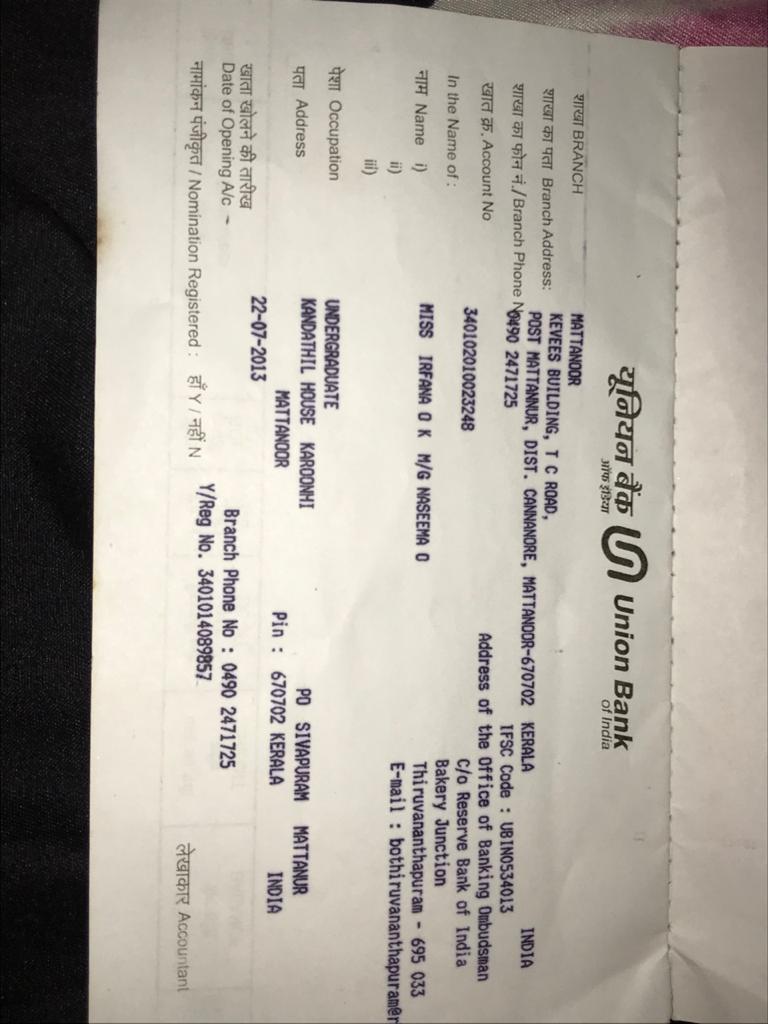 यूनियन बैंक Union Bank
ऑफ इंडिया of India
शाखा BRANCH MATTANOOR
शाखा का पता Branch Address: KEVEES BUILDING, T C ROAD,
POST MATTANNUR, DIST. CANNANORE, MATTANOOR-670702 KERALA INDIA
शाखा का फोन नं./ Branch Phone No 0490 2471725 IFSC Code : UBIN0534013
Address of the Office of Banking Ombudsman
खात क्र. Account No 340102010023248 C/o Reserve Bank of India
In the Name of : Bakery Junction
नाम Name i) MISS IRFANA O K M/G NASEEMA O Thiruvananthapuram - 695 033
ii) E-mail : bothiruvananthapuram@r
iii)
पेशा Occupation UNDERGRADUATE
पता Address KANDATHIL HOUSE KAROONHI PO SIVAPURAM MATTANUR
MATTANOOR Pin : 670702 KERALA INDIA
खाता खोलने की तारीख
Date of Opening A/c 22-07-2013
Branch Phone No : 0490 2471725
नामांकन पंजीकृत / Nomination Registered : हाँ Y / नहीं N Y/Reg No. 3401014089857
लेखाकार Accountant